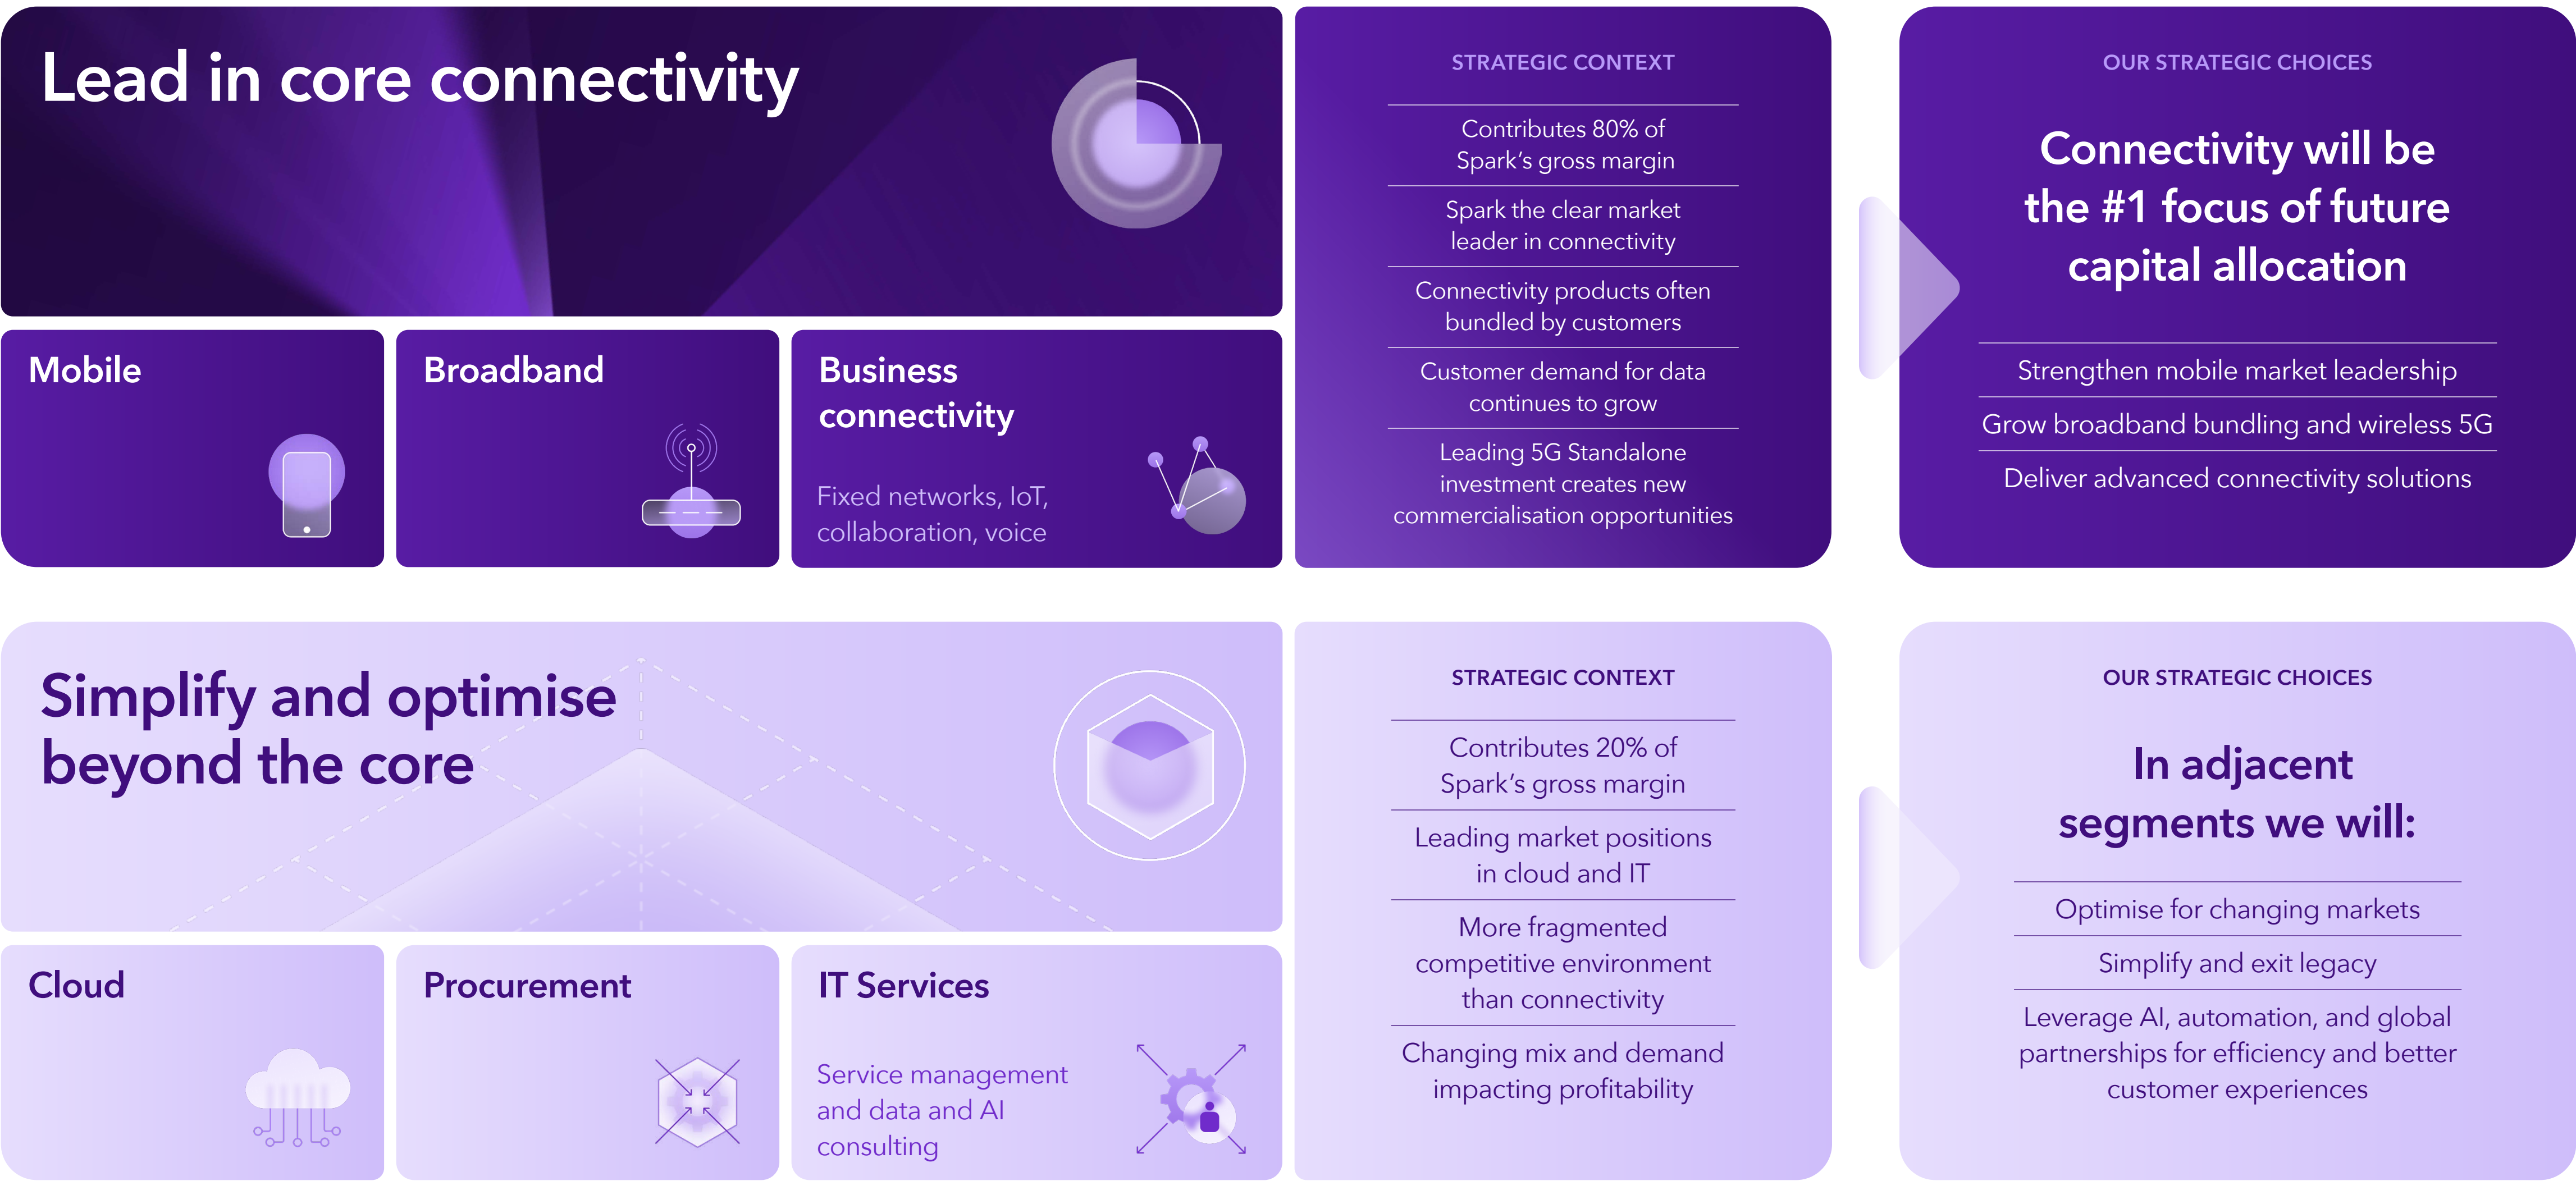 Lead in core connectivity
Mobile
Broadband
Business
connectivity
Fixed networks, IoT,
collaboration, voice
STRATEGIC CONTEXT
Contributes 80% of
Spark’s gross margin
Spark the clear market
leader in connectivity
Connectivity products often
bundled by customers
Customer demand for data
continues to grow
Leading 5G Standalone
investment creates new
commercialisation opportunities
OUR STRATEGIC CHOICES
Connectivity will be
the #1 focus of future
capital allocation
Strengthen mobile market leadership
Grow broadband bundling and wireless 5G
Deliver advanced connectivity solutions
Simplify and optimise
beyond the core
Cloud
Procurement
IT Services
Service management
and data and AI
consulting
STRATEGIC CONTEXT
Contributes 20% of
Spark’s gross margin
Leading market positions
in cloud and IT
More fragmented
competitive environment
than connectivity
Changing mix and demand
impacting profitability
OUR STRATEGIC CHOICES
In adjacent
segments we will:
Optimise for changing markets
Simplify and exit legacy
Leverage AI, automation, and global
partnerships for efficiency and better
customer experiences